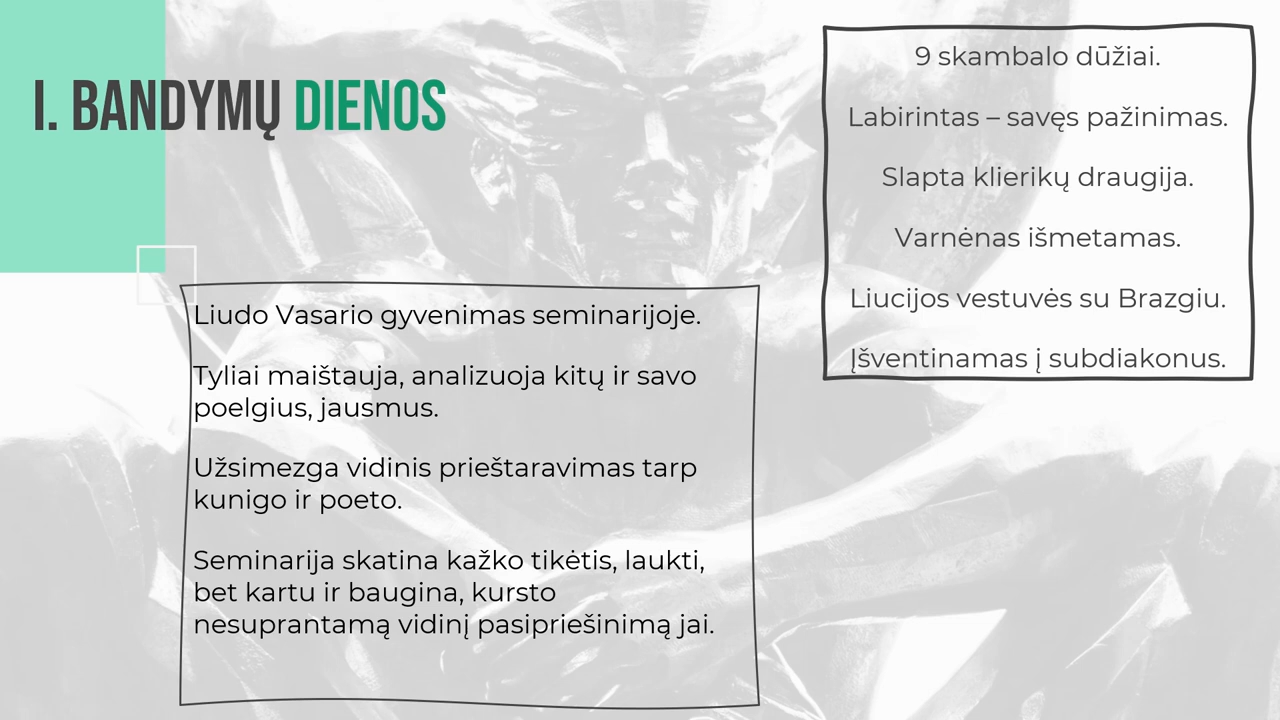 I. BANDYMŲ DIENOS
9 skambalo dūžiai.
Labirintas – savęs pažinimas.
Slapta klierikų draugija.
Varnėnas išmetamas.
Liucijos vestuvės su Brazgiu.
Įšventinamas į subdiakonus.
Liudo Vasario gyvenimas seminarijoje.
Tyliai maištauja, analizuoja kitų ir savo
poelgius, jausmus.
Užsimezga vidinis prieštaravimas tarp
kunigo ir poeto.
Seminarija skatina kažko tikėtis, laukti,
bet kartu ir baugina, kursto
nesuprantamą vidinį pasipriešinimą jai.